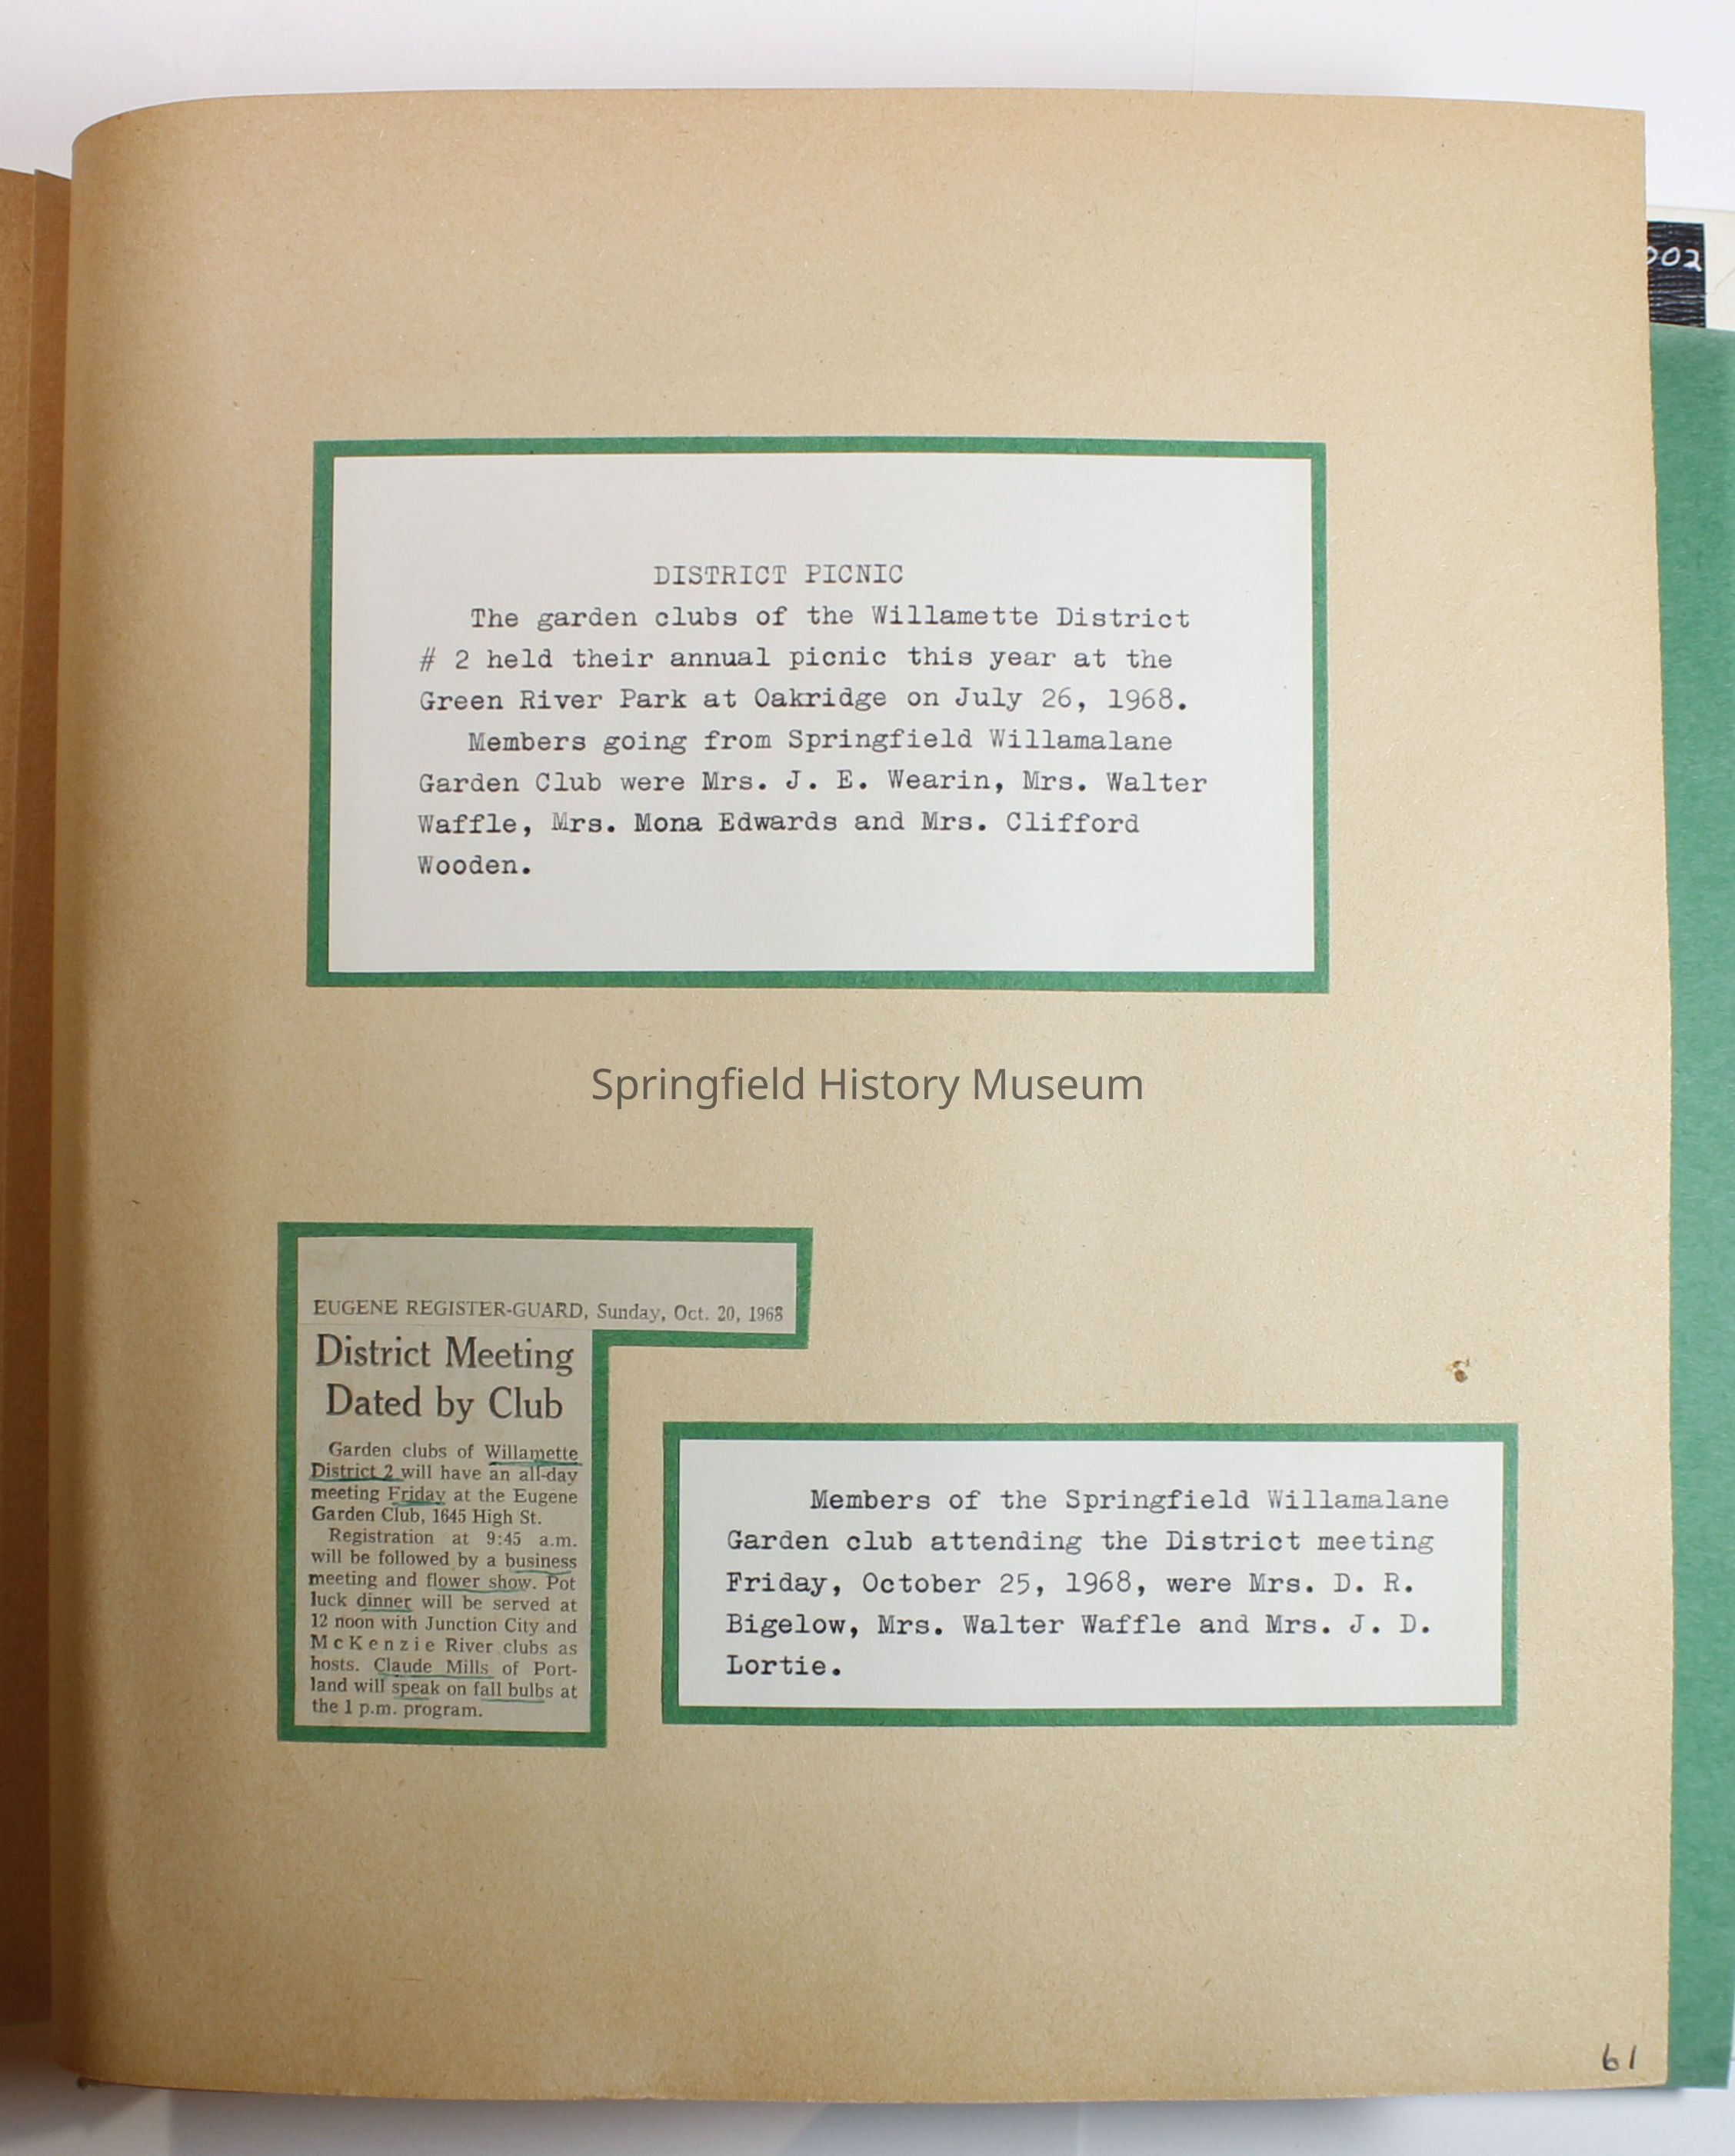 002
DISTRICT PICNIC
The garden clubs of the Willamette District
# 2 held their annual picnic this year at the
Green River Park at Oakridge on July 26, 1968.
Members going from Springfield Willamalane
Garden Club were Mrs. J. E. Wearin, Mrs. Walter
Waffle, Mrs. Mona Edwards and Mrs. Clifford
Wooden.
Springfield History Museum
EUGENE REGISTER-GUARD, Sunday, Oct. 20, 1968
District Meeting
Dated by Club
Garden clubs of Willamette
District 2 will have an all-day
meeting Friday at the Eugene
Garden Club, 1645 High St.
Registration at 9:45 a.m.
will be followed by a business
meeting and flower show. Pot
luck dinner will be served at
12 noon with Junction City and
McKenzie River clubs as
hosts. Claude Mills of Port-
land will speak on fall bulbs at
the 1 p.m. program.
Members of the Springfield Willamalane
Garden club attending the District meeting
Friday, October 25, 1968, were Mrs. D. R.
Bigelow, Mrs. Walter Waffle and Mrs. J. D.
Lortie.
61